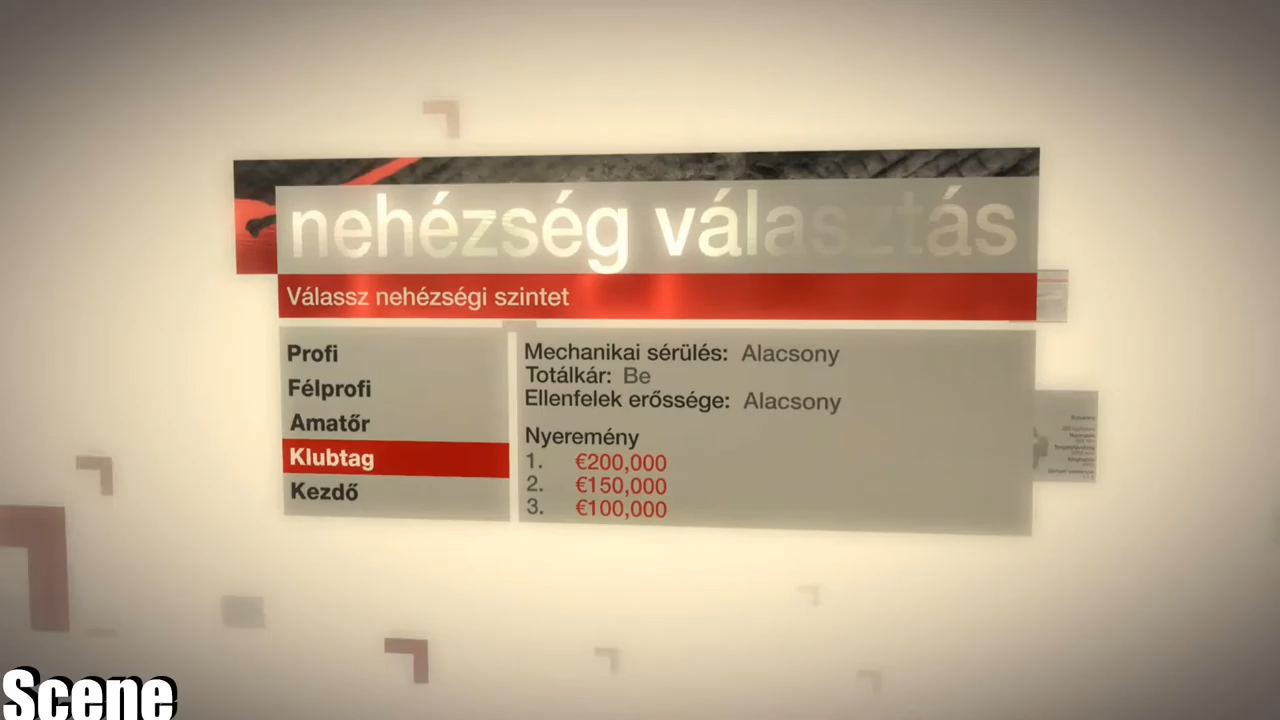 nehézség választás
Válassz nehézségi szintet
Profi
Félprofi
Amatőr
Klubtag
Kezdő
Mechanikai sérülés: Alacsony
Totálkár: Be
Ellenfelek erőssége: Alacsony
Nyeremény
1. €200,000
2. €150,000
3. €100,000
Scene